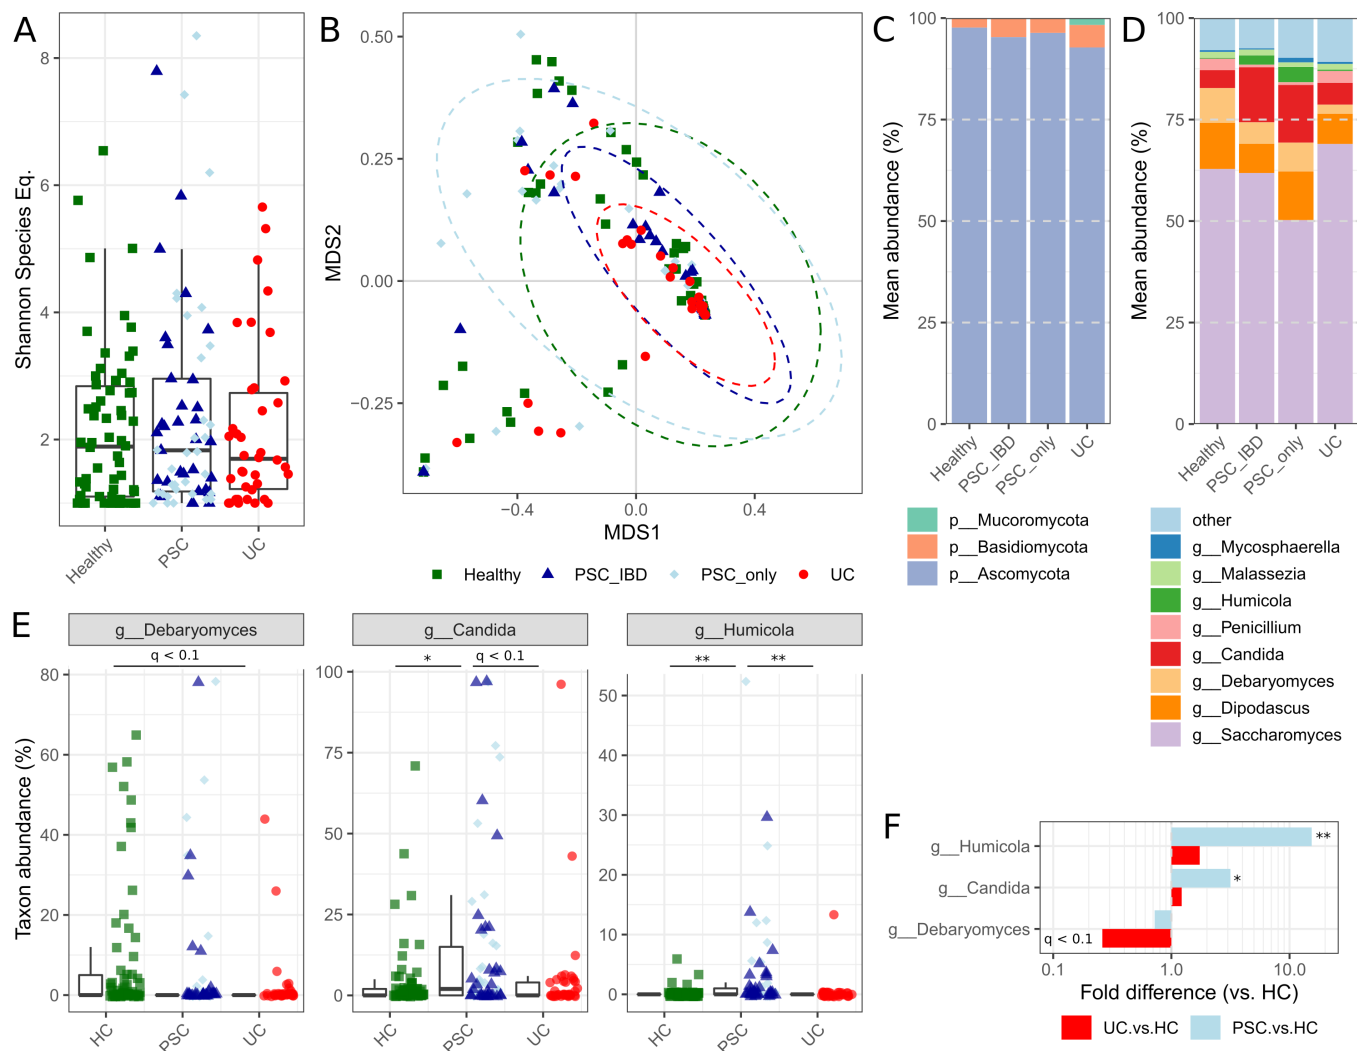 A
Shannon Species Eq.
8
6
4
2
Healthy
PSC
UC
B
MDS2
0.50
0.25
0.00
−0.25
−0.4
0.0
0.4
MDS1
Healthy
PSC_IBD
PSC_only
UC
C
Mean abundance (%)
100
75
50
25
0
Healthy
PSC_IBD
PSC_only
UC
p__Mucoromycota
p__Basidiomycota
p__Ascomycota
D
Mean abundance (%)
100
75
50
25
0
Healthy
PSC_IBD
PSC_only
UC
other
g__Mycosphaerella
g__Malassezia
g__Humicola
g__Penicillium
g__Candida
g__Debaryomyces
g__Dipodascus
g__Saccharomyces
E
Taxon abundance (%)
g__Debaryomyces
q < 0.1
80
60
40
20
0
HC
PSC
UC
g__Candida
*
q < 0.1
100
75
50
25
0
HC
PSC
UC
g__Humicola
**
**
50
40
30
20
10
0
HC
PSC
UC
F
g__Humicola
**
g__Candida
*
g__Debaryomyces
q < 0.1
0.1
1.0
10.0
Fold difference (vs. HC)
UC.vs.HC
PSC.vs.HC